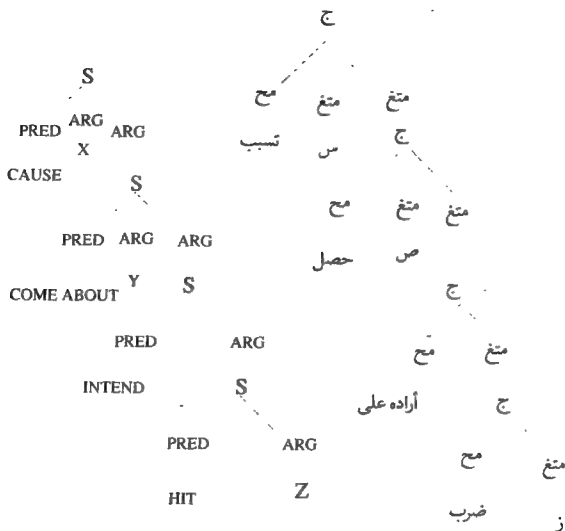 ج
S
مح متغ متغ
PRED ARG ARG
تسبب س ج
X
CAUSE S
مح متغ متغ
PRED ARG ARG
حصل ص
Y S
COME ABOUT ج
PRED ARG
مح متغ
INTEND S
أراده على ج
PRED ARG
مح متغ
HIT Z
ضرب ز